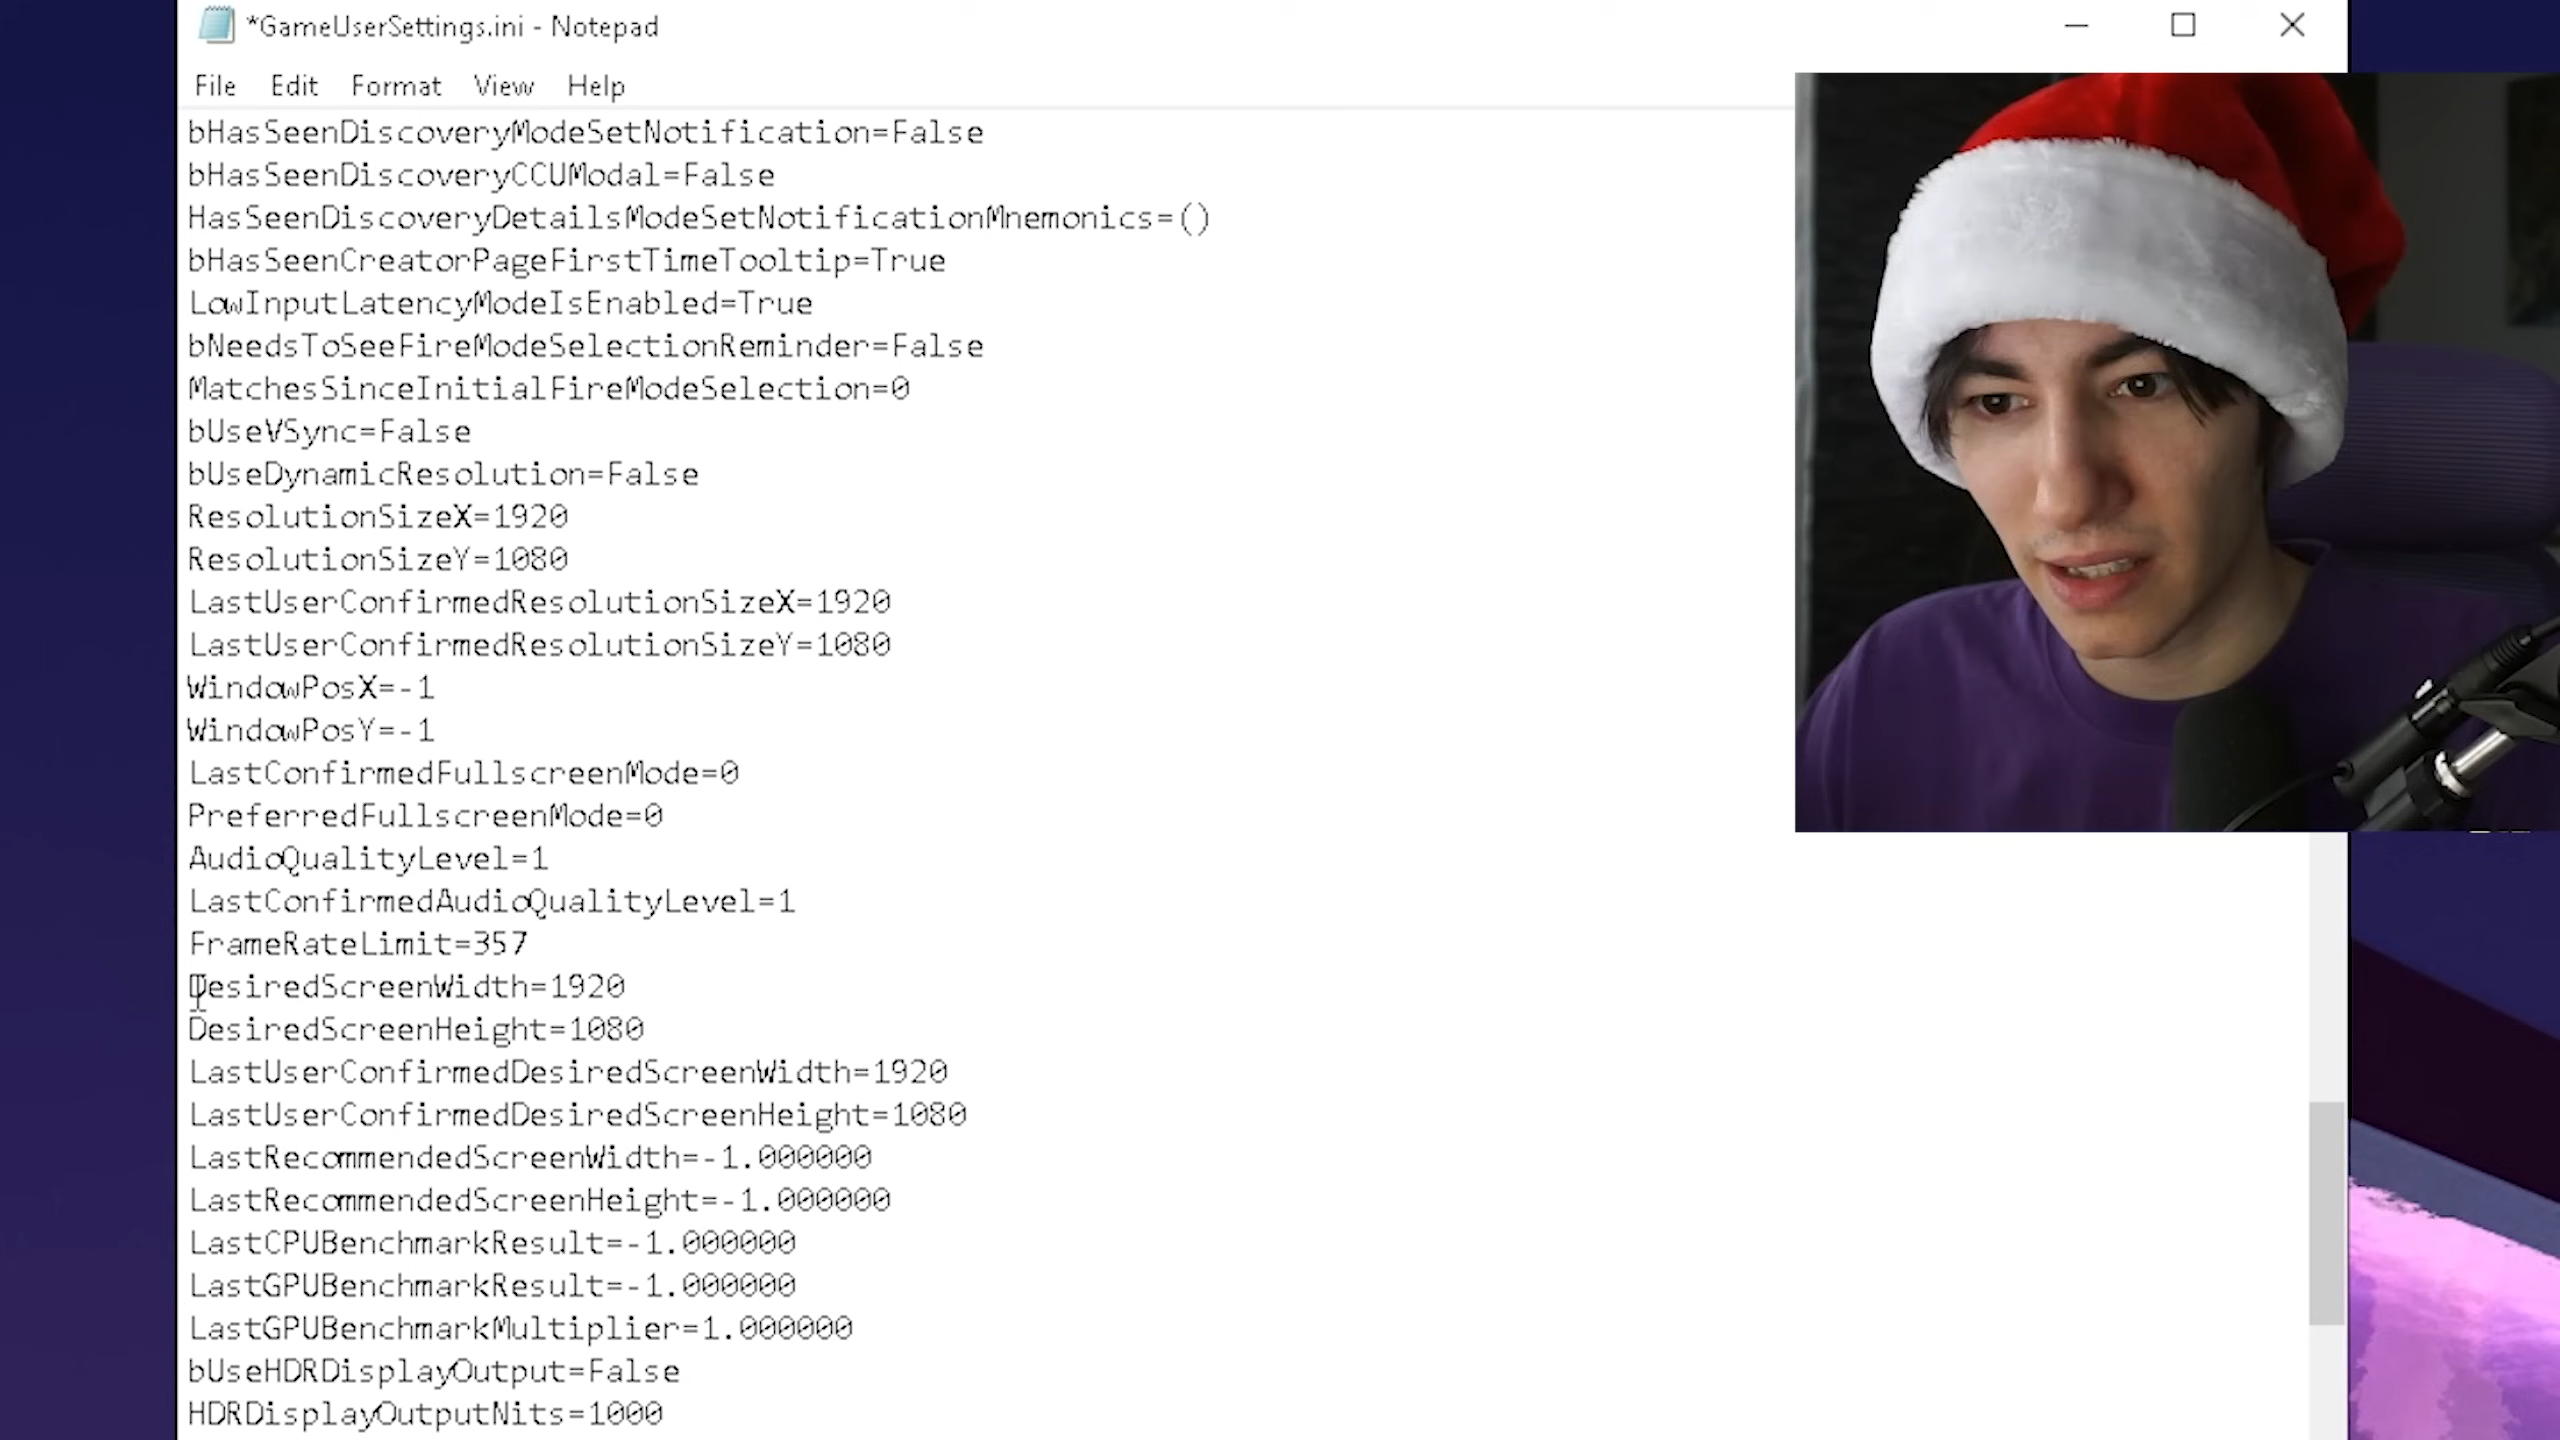 *GameUserSettings.ini - Notepad
File Edit Format View Help
bHasSeenDiscoveryModeSetNotification=False
bHasSeenDiscoveryCCUModal=False
HasSeenDiscoveryDetailsModeSetNotificationMnemonics=()
bHasSeenCreatorPageFirstTimeTooltip=True
LowInputLatencyModeIsEnabled=True
bNeedsToSeeFireModeSelectionReminder=False
MatchesSinceInitialFireModeSelection=0
bUseVSync=False
bUseDynamicResolution=False
ResolutionSizeX=1920
ResolutionSizeY=1080
LastUserConfirmedResolutionSizeX=1920
LastUserConfirmedResolutionSizeY=1080
WindowPosX=-1
WindowPosY=-1
LastConfirmedFullscreenMode=0
PreferredFullscreenMode=0
AudioQualityLevel=1
LastConfirmedAudioQualityLevel=1
FrameRateLimit=357
DesiredScreenWidth=1920
DesiredScreenHeight=1080
LastUserConfirmedDesiredScreenWidth=1920
LastUserConfirmedDesiredScreenHeight=1080
LastRecommendedScreenWidth=-1.000000
LastRecommendedScreenHeight=-1.000000
LastCPUBenchmarkResult=-1.000000
LastGPUBenchmarkResult=-1.000000
LastGPUBenchmarkMultiplier=1.000000
bUseHDRDisplayOutput=False
HDRDisplayOutputNits=1000